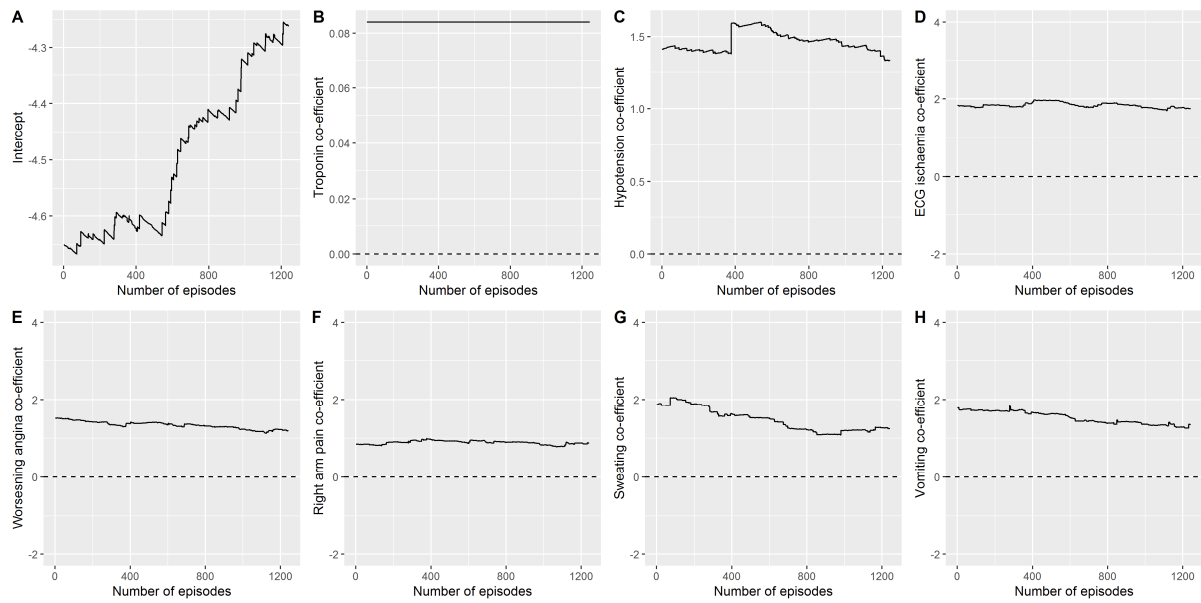 A
Intercept
-4.3
-4.4
-4.5
-4.6
0
400
800
1200
Number of episodes
B
Troponin co-efficient
0.08
0.06
0.04
0.02
0.00
0
400
800
1200
Number of episodes
C
Hypotension co-efficient
1.5
1.0
0.5
0.0
0
400
800
1200
Number of episodes
D
ECG ischaemia co-efficient
4
2
0
-2
0
400
800
1200
Number of episodes
E
Worsesning angina co-efficient
4
2
0
-2
0
400
800
1200
Number of episodes
F
Right arm pain co-efficient
4
2
0
-2
0
400
800
1200
Number of episodes
G
Sweating co-efficient
4
2
0
-2
0
400
800
1200
Number of episodes
H
Vomiting co-efficient
4
2
0
-2
0
400
800
1200
Number of episodes